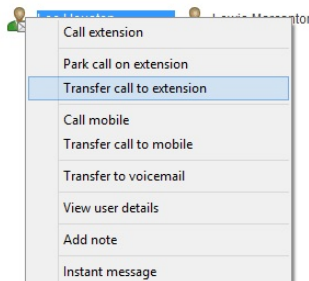 Call extension
Park call on extension
Transfer call to extension
Call mobile
Transfer call to mobile
Transfer to voicemail
View user details
Add note
Instant message